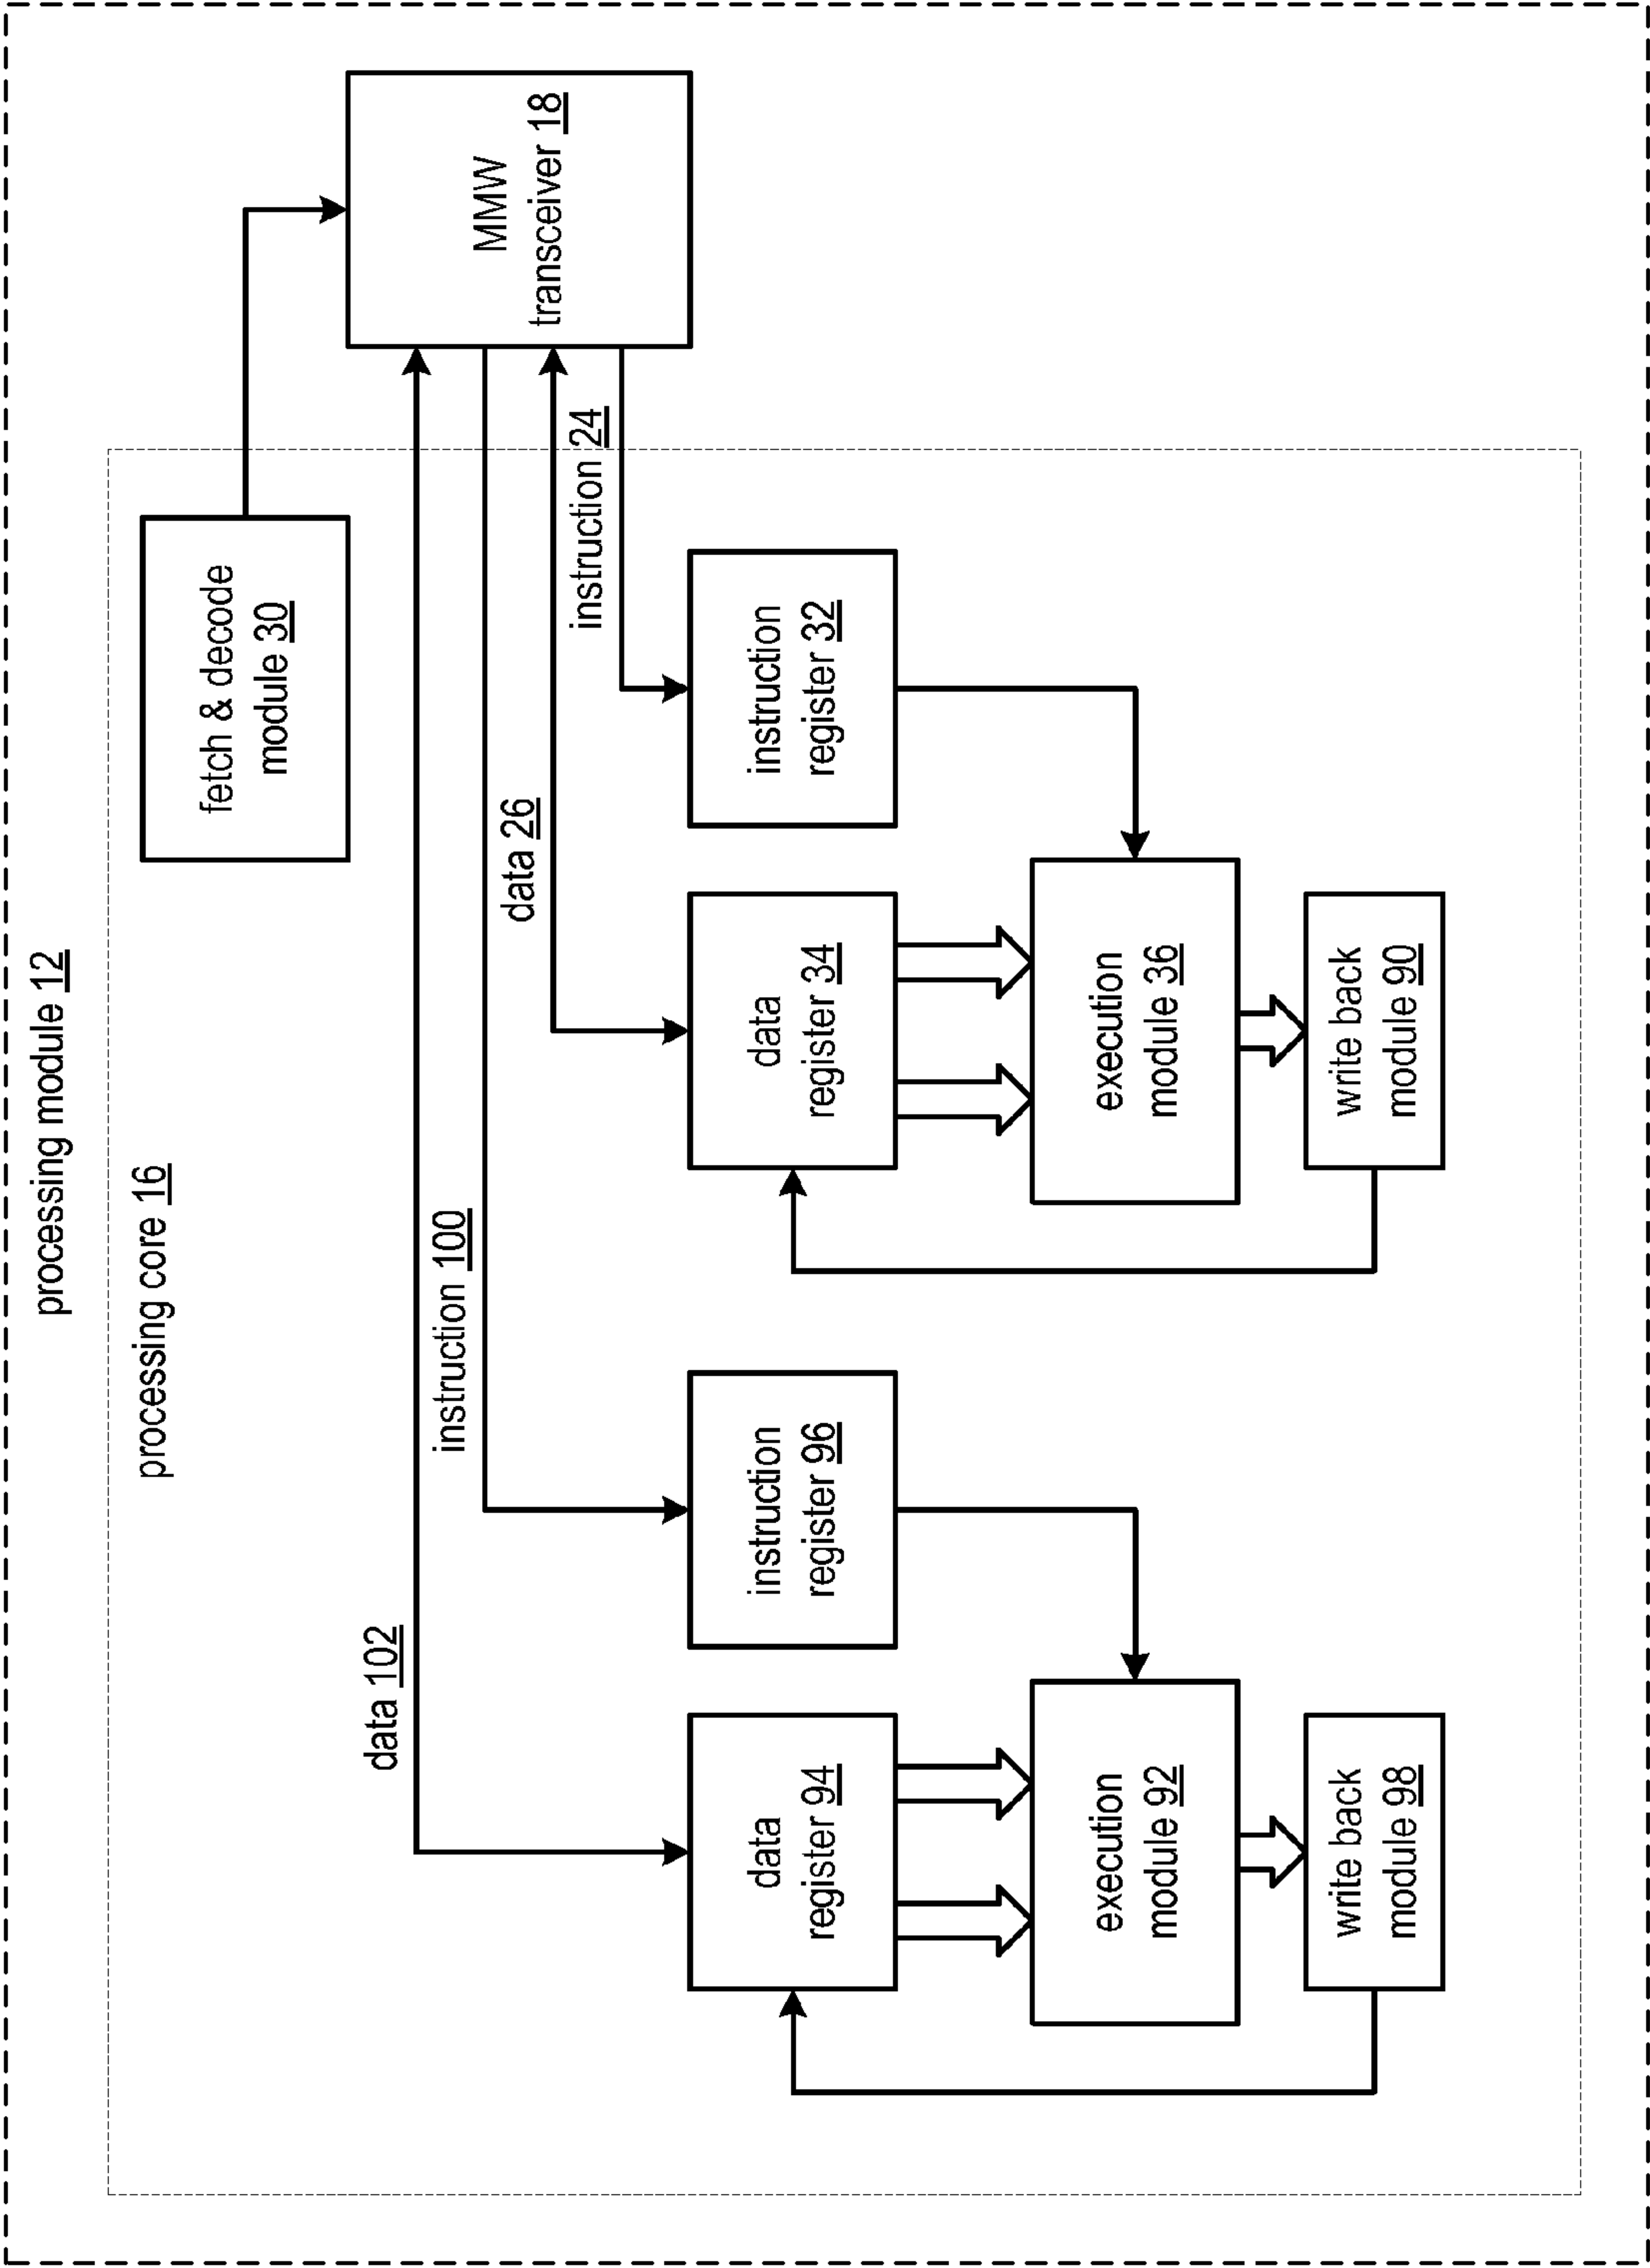 processing module 12
processing core 16
fetch & decode
module 30
MMW
transceiver 18
data 102
instruction 100
data 26
instruction 24
data
register 94
instruction
register 96
data
register 34
instruction
register 32
execution
module 92
execution
module 36
write back
module 98
write back
module 90